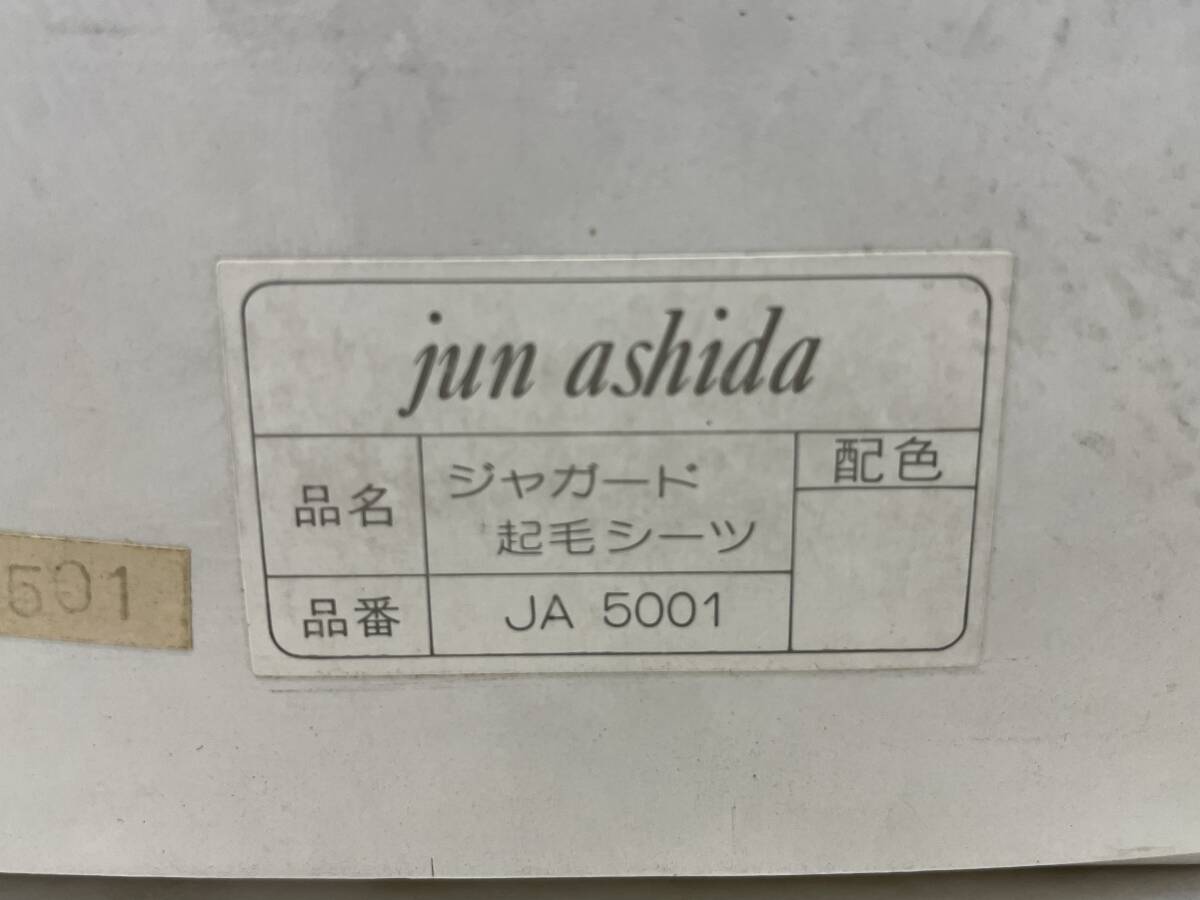 jun ashida
品名
ジャガード
起毛シーツ
配色
品番
JA 5001
501